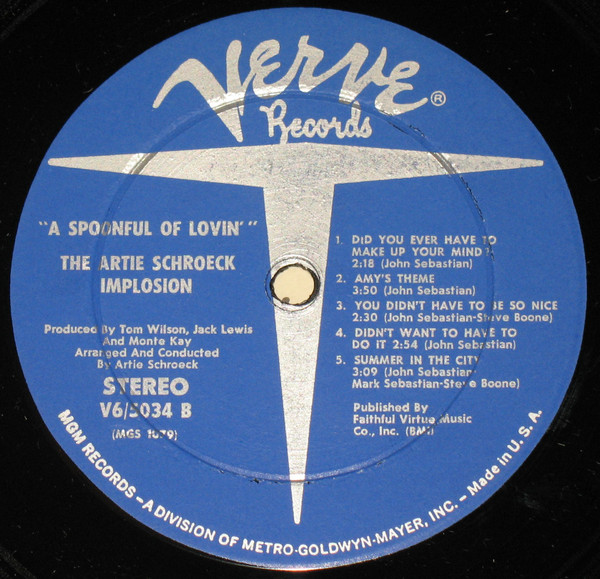 Verve®
Records
"A SPOONFUL OF LOVIN'"
THE ARTIE SCHROECK
IMPLOSION
Produced By Tom Wilson, Jack Lewis
And Monte Kay
Arranged And Conducted
By Artie Schroeck
STEREO
V6/5034 B
(MGS 1079)
1. DID YOU EVER HAVE TO
MAKE UP YOUR MIND?
2:18 (John Sebastian)
2. AMY'S THEME
3:50 (John Sebastian)
3. YOU DIDN'T HAVE TO BE SO NICE
2:30 (John Sebastian-Steve Boone)
4. DIDN'T WANT TO HAVE TO
DO IT 2:54 (John Sebastian)
5. SUMMER IN THE CITY
3:09 (John Sebastian-
Mark Sebastian-Steve Boone)
Published By
Faithful Virtue Music
Co., Inc. (BMI)
MGM RECORDS—A DIVISION OF METRO-GOLDWYN-MAYER, INC.—Made in U.S.A.